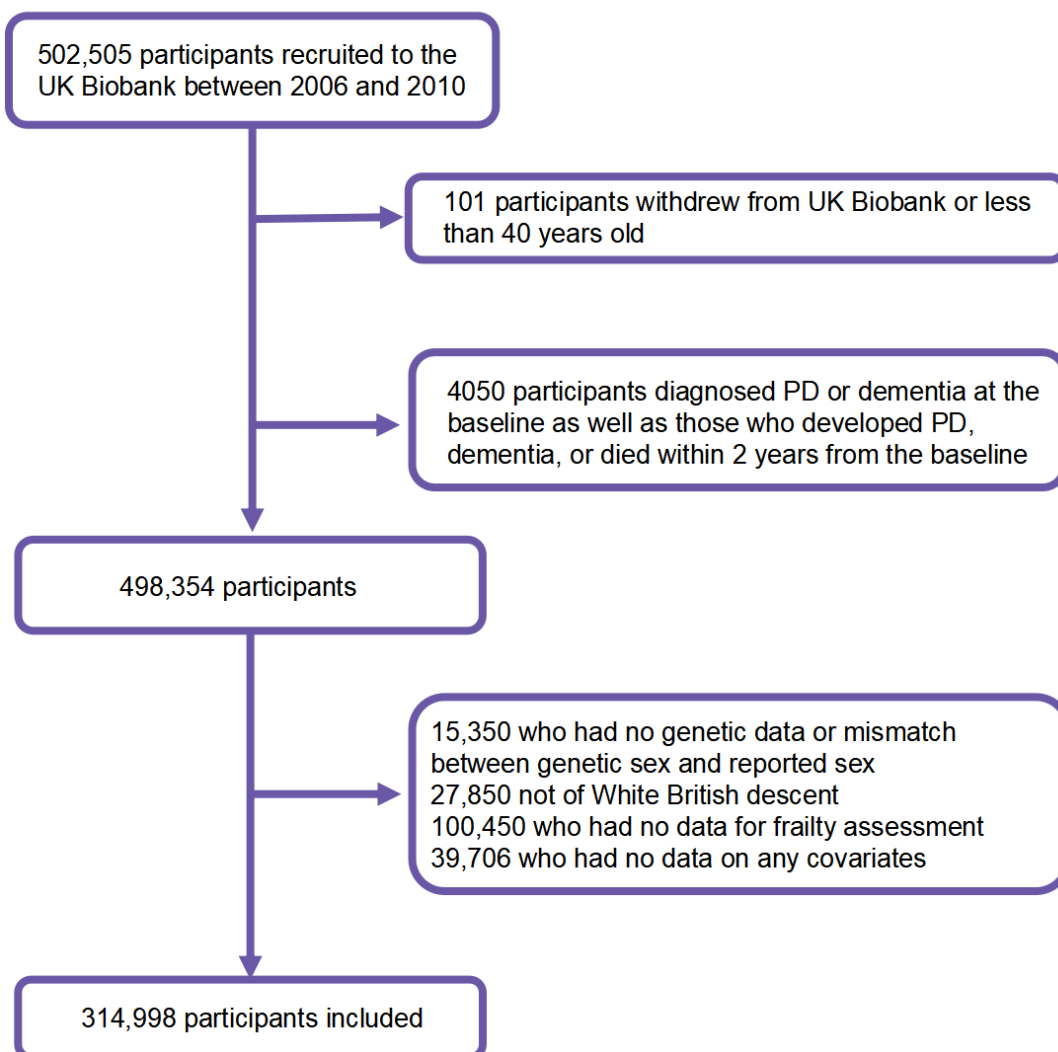 502,505 participants recruited to the
UK Biobank between 2006 and 2010
101 participants withdrew from UK Biobank or less
than 40 years old
4050 participants diagnosed PD or dementia at the
baseline as well as those who developed PD,
dementia, or died within 2 years from the baseline
498,354 participants
15,350 who had no genetic data or mismatch
between genetic sex and reported sex
27,850 not of White British descent
100,450 who had no data for frailty assessment
39,706 who had no data on any covariates
314,998 participants included